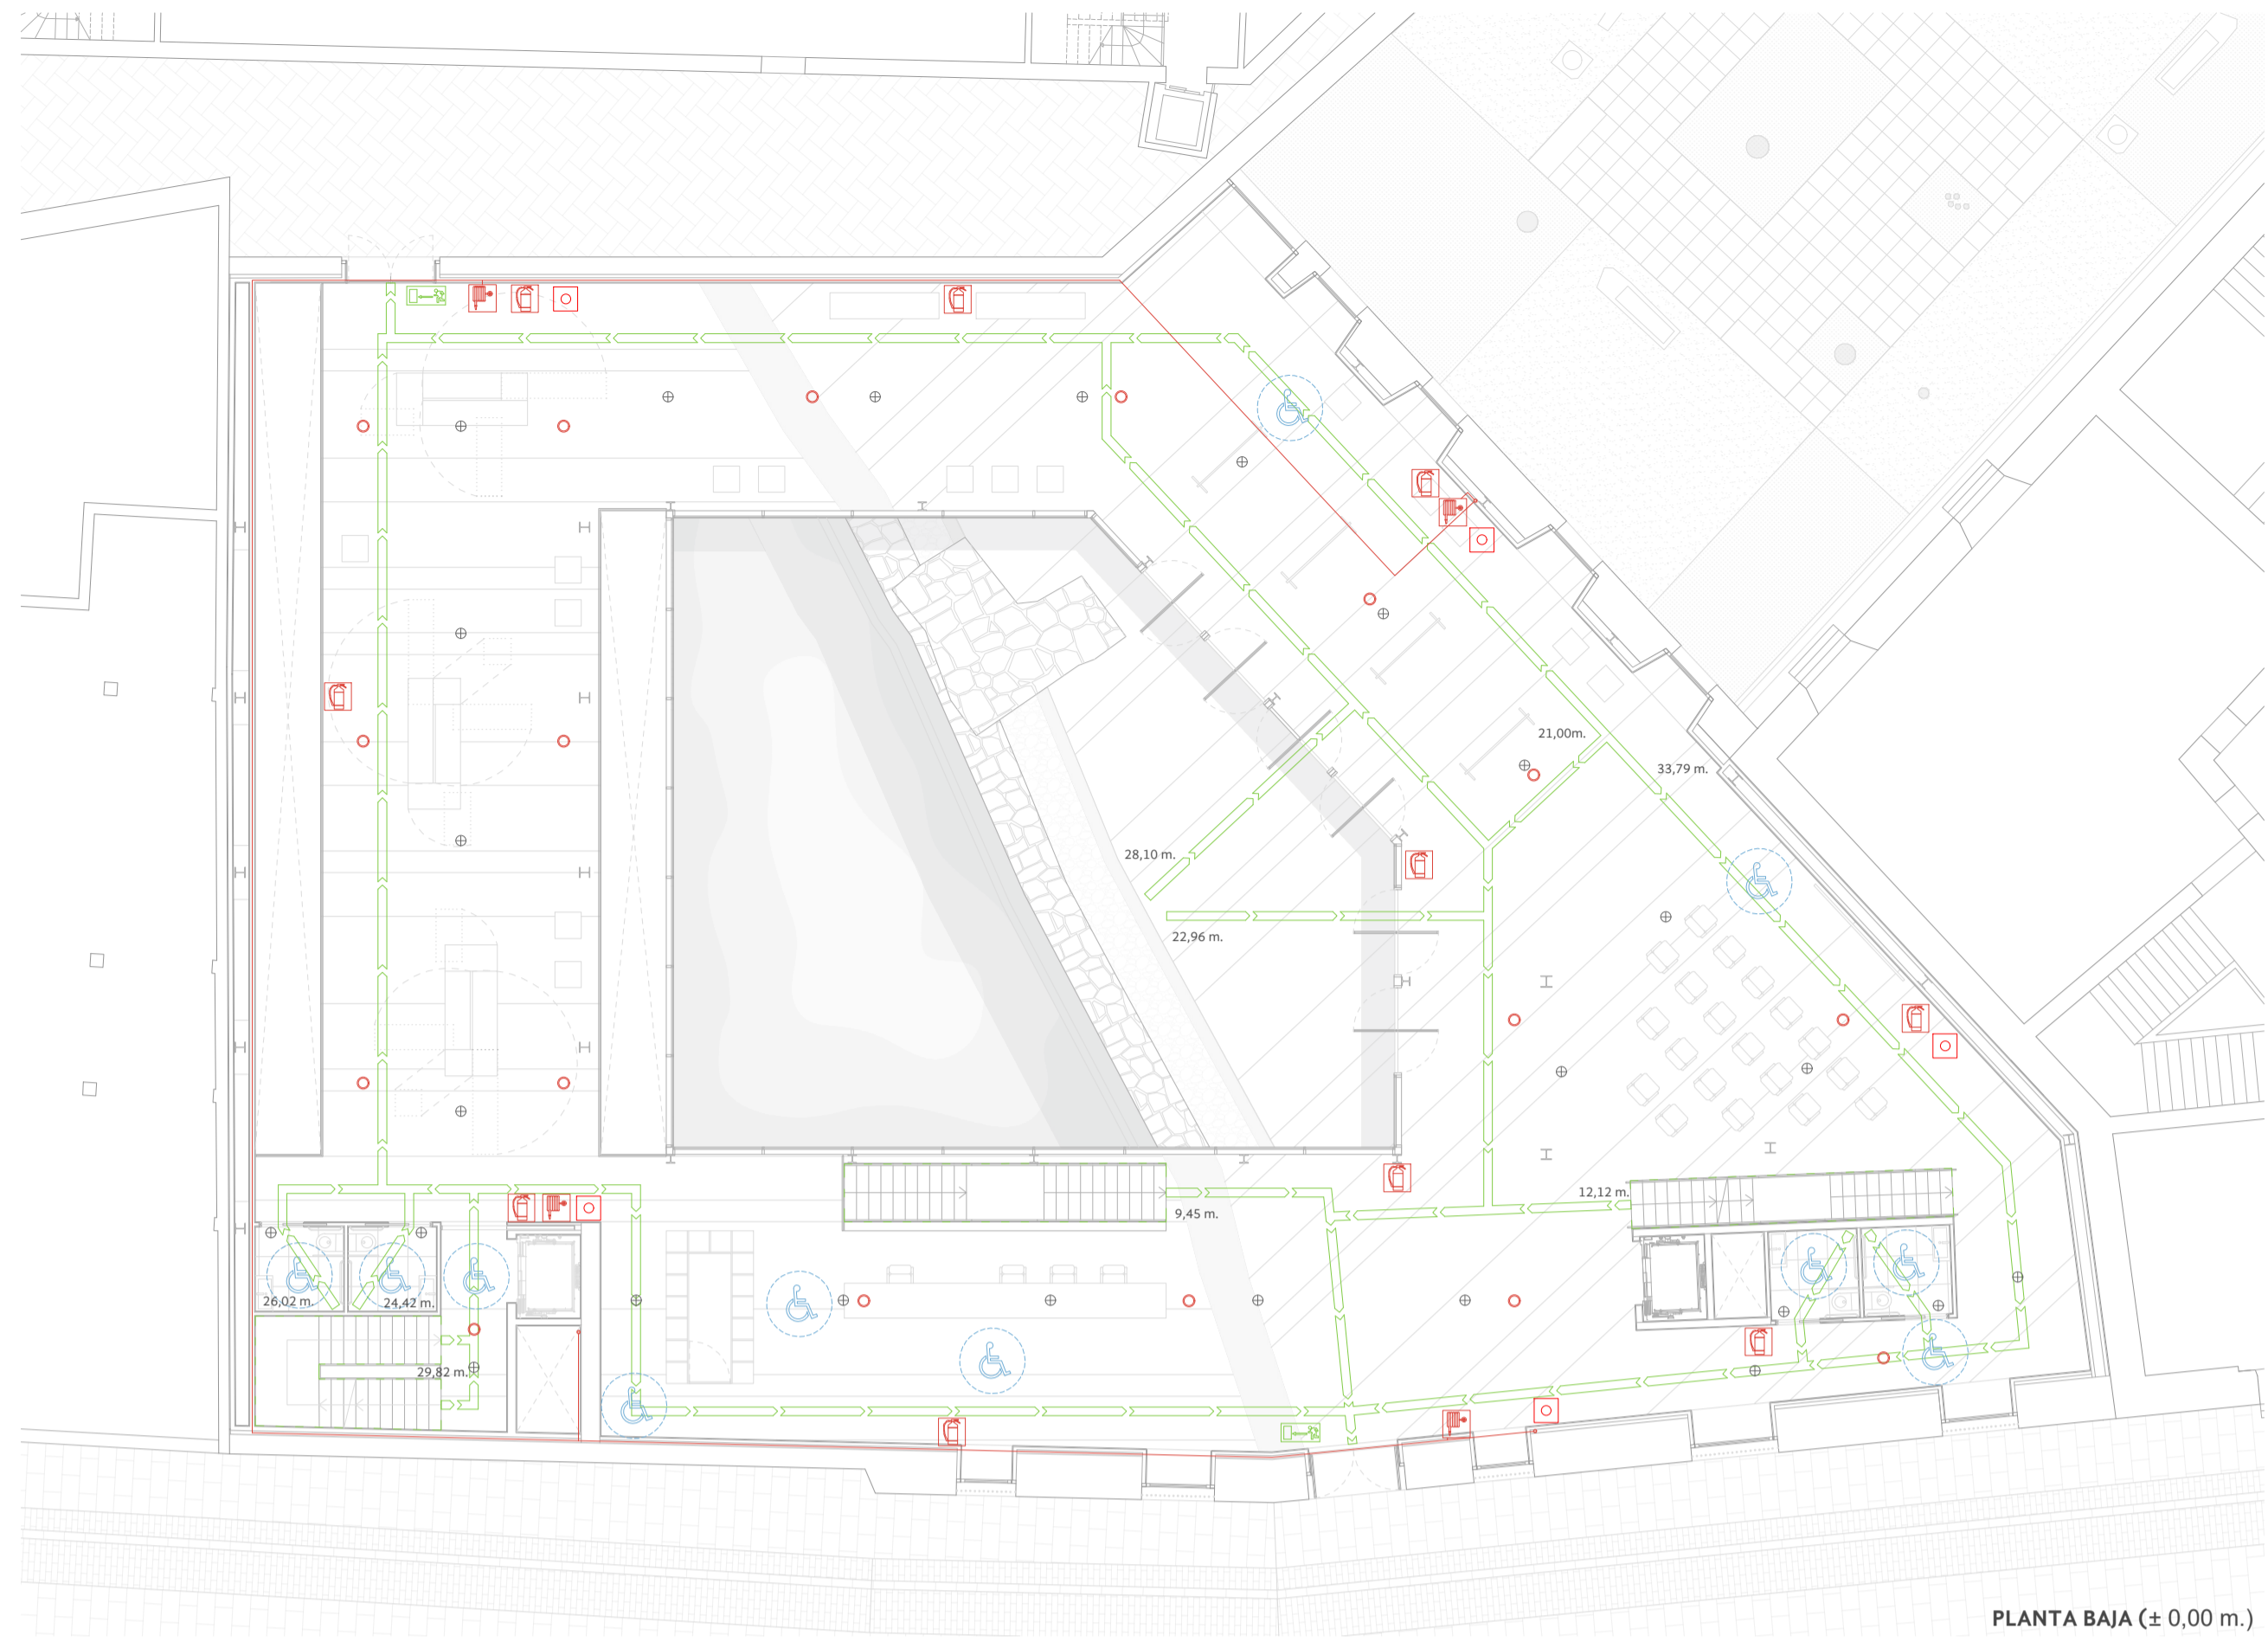 21,00m.
33,79 m.
28,10 m.
22,96 m.
12,12 m.
9,45 m.
26,02 m.
24,42 m.
29,82 m.
PLANTA BAJA (± 0,00 m.)